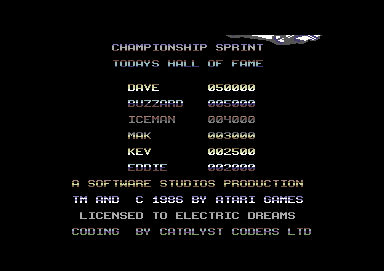 CHAMPIONSHIP SPRINT
TODAYS HALL OF FAME
DAVE 050000
BUZZARD 005000
ICEMAN 004000
MAK 003000
KEV 002500
EDDIE 002000
A SOFTWARE STUDIOS PRODUCTION
TM AND C 1986 BY ATARI GAMES
LICENSED TO ELECTRIC DREAMS
CODING BY CATALYST CODERS LTD